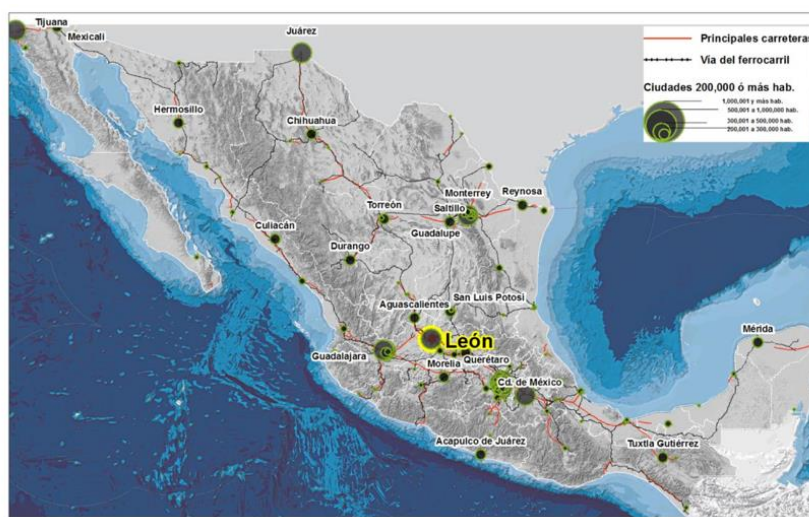 Tijuana
Mexicali
Juárez
Principales carreteras
Vía del ferrocarril
Ciudades 200,000 ó más hab.
1,000,001 y más hab.
500,001 a 1,000,000 hab.
300,001 a 500,000 hab.
200,001 a 300,000 hab.
Hermosillo
Chihuahua
Monterrey
Reynosa
Torreón
Saltillo
Culiacán
Guadalupe
Durango
San Luis Potosí
Aguascalientes
León
Mérida
Guadalajara
Querétaro
Morelia
Cd. de México
Acapulco de Juárez
Tuxtla Gutiérrez